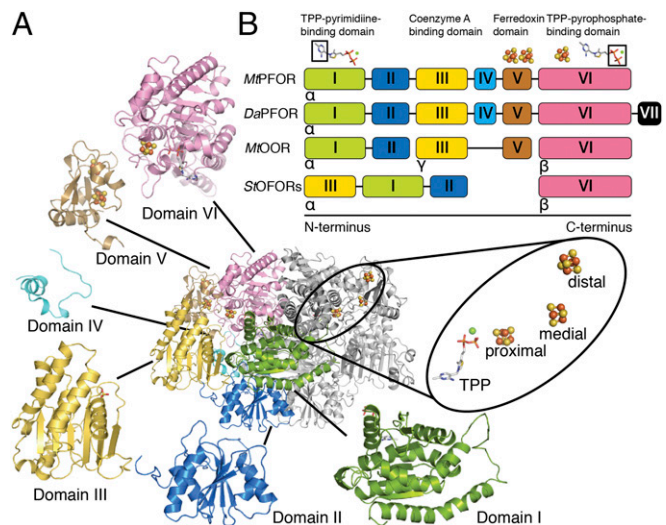 A
B
TPP-pyrimidiine-
binding domain
Coenzyme A
binding domain
Ferredoxin
domain
TPP-pyrophosphate-
binding domain
MtPFOR I II III IV V VI
α
DaPFOR I II III IV V VI VII
α
MtOOR I II III V VI
α γ β
StOFORs III I II VI
α β
N-terminus C-terminus
Domain VI
Domain V
Domain IV
Domain III
Domain II
Domain I
distal
medial
proximal
TPP